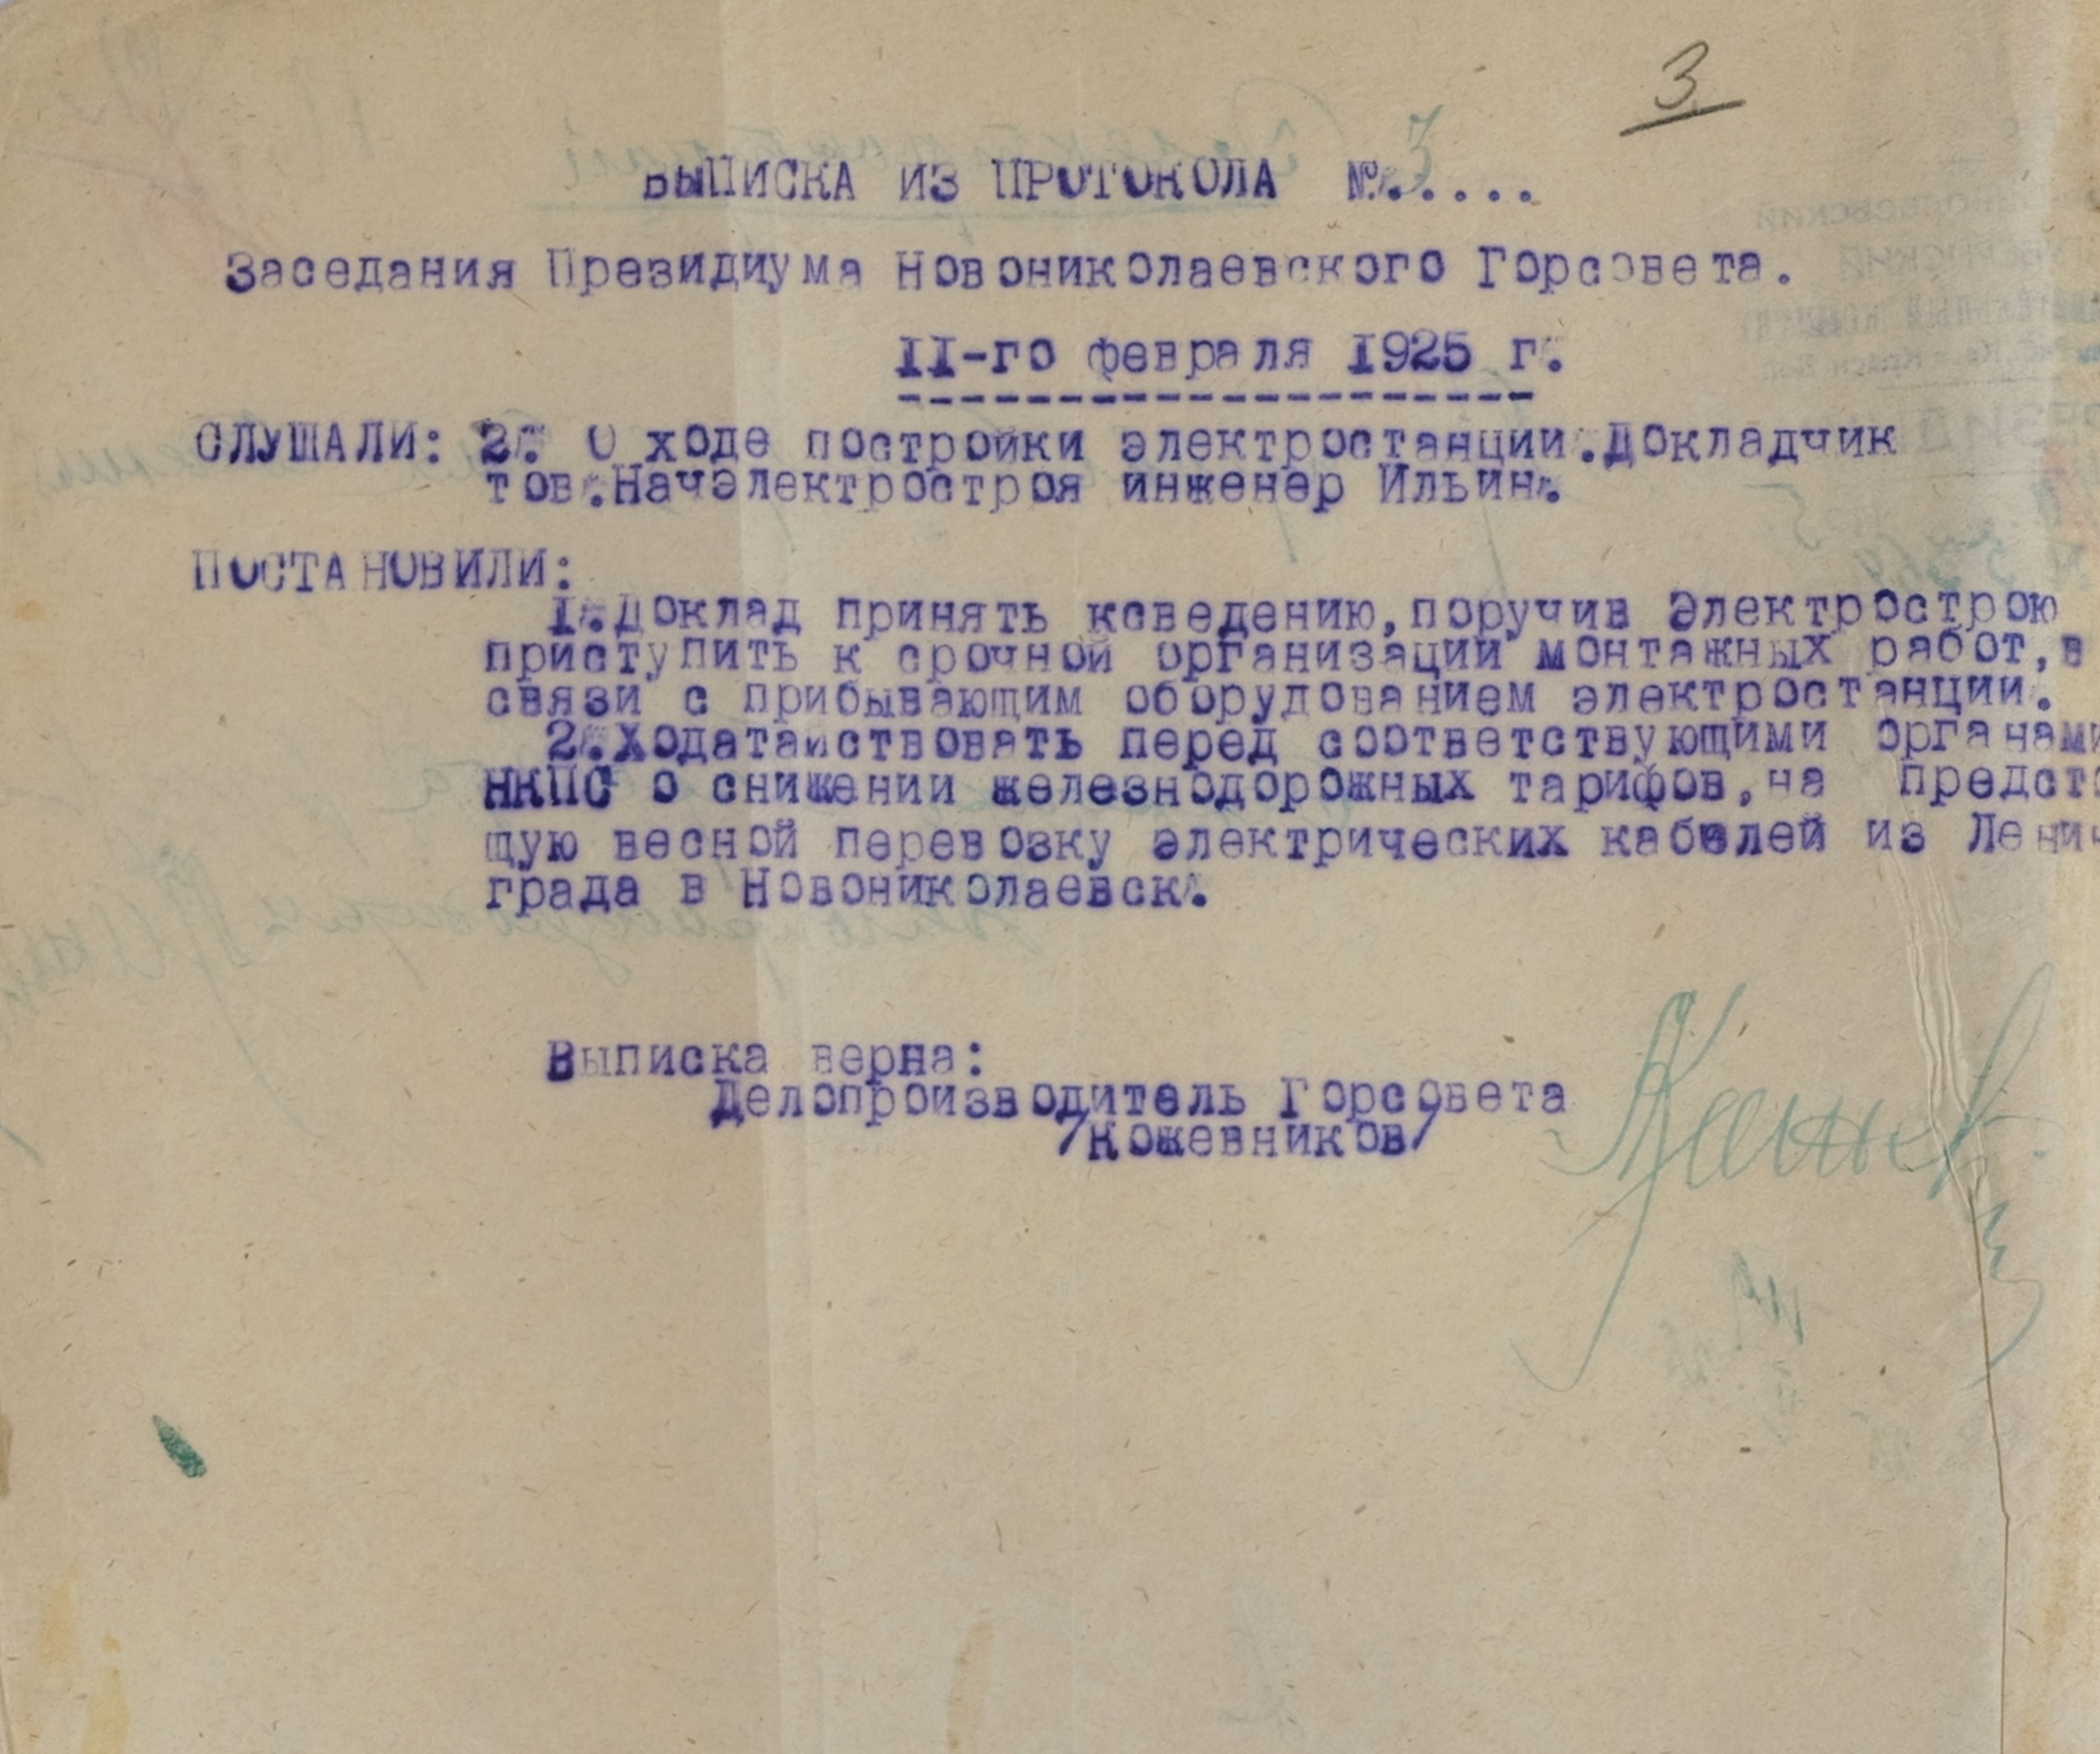 3
ВЫПИСКА ИЗ ПРОТОКОЛА №.....
Заседания Президиума Новониколаевского Горсовета.
II-го февраля 1925 г.
СЛУШАЛИ: 2. О ходе постройки электростанции.Докладчик
тов.Начэлектростроя инженер Ильин.
ПОСТАНОВИЛИ:
1.Доклад принять ксведению,поручив Электрострою
приступить к срочной организации монтажных работ,в
связи с прибывающим оборудованием электростанции.
2.Ходатайствовать перед соответствующими органами
НКПС о снижении железнодорожных тарифов,на предсто
щую весной перевозку электрических кабелей из Ленин
града в Новониколаевск.
Выписка верна:
Делопроизводитель Горсовета
/Кожевников/